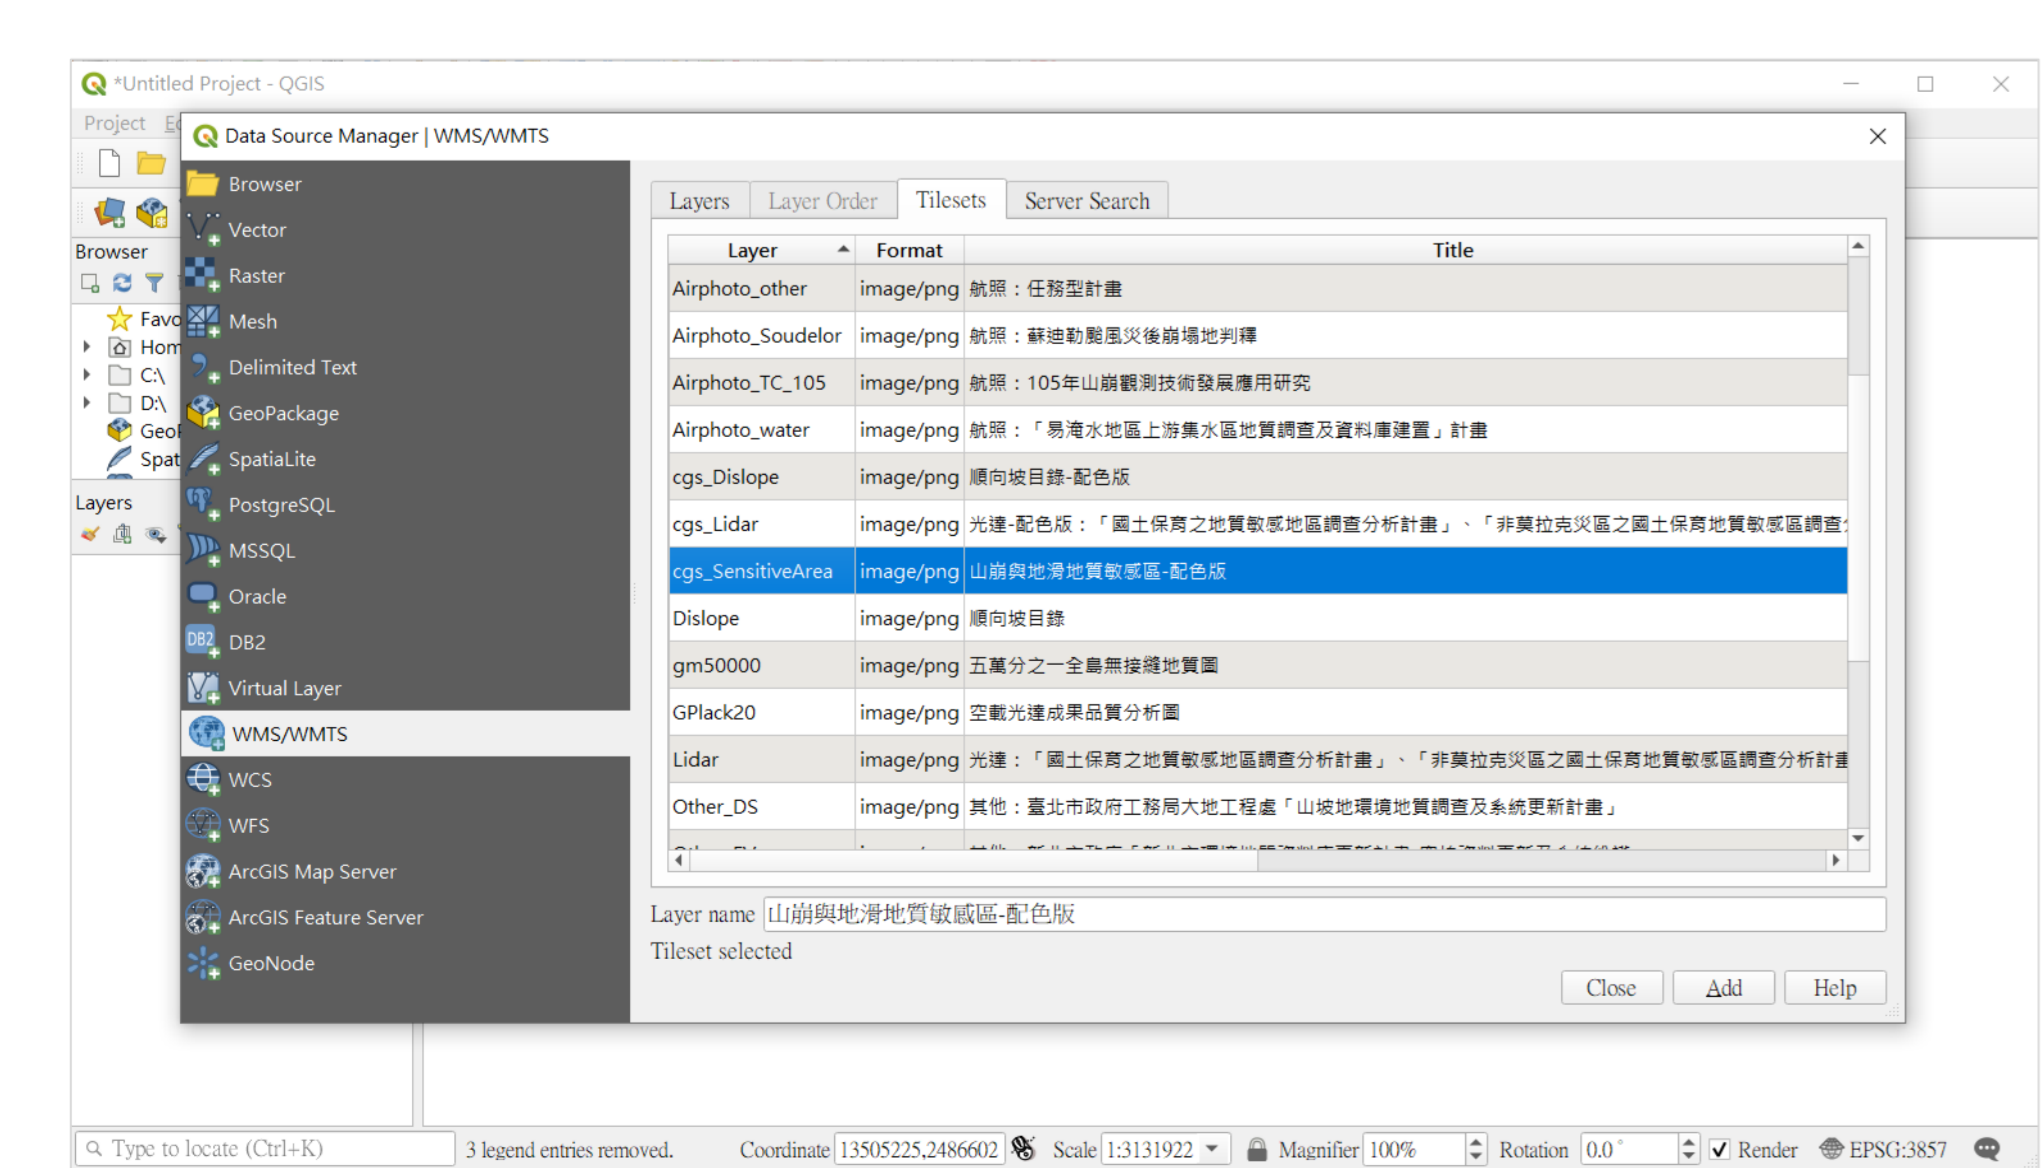 *Untitled Project - QGIS
Project
Data Source Manager | WMS/WMTS
Browser
Vector
Raster
Mesh
Delimited Text
GeoPackage
SpatiaLite
PostgreSQL
MSSQL
Oracle
DB2
DB2
Virtual Layer
WMS/WMTS
WCS
WFS
ArcGIS Map Server
ArcGIS Feature Server
GeoNode
Browser
Favo
Hom
C:\
D:\
Geo
Spat
Layers
Layers Layer Order Tilesets Server Search
Layer Format Title
Airphoto_other image/png 航照：任務型計畫
Airphoto_Soudelor image/png 航照：蘇迪勒颱風災後崩塌地判釋
Airphoto_TC_105 image/png 航照：105年山崩觀測技術發展應用研究
Airphoto_water image/png 航照：「易淹水地區上游集水區地質調查及資料庫建置」計畫
cgs_Dislope image/png 順向坡目錄-配色版
cgs_Lidar image/png 光達-配色版：「國土保育之地質敏感地區調查分析計畫」、「非莫拉克災區之國土保育地質敏感區調查
cgs_SensitiveArea image/png 山崩與地滑地質敏感區-配色版
Dislope image/png 順向坡目錄
gm50000 image/png 五萬分之一全島無接縫地質圖
GPlack20 image/png 空載光達成果品質分析圖
Lidar image/png 光達：「國土保育之地質敏感地區調查分析計畫」、「非莫拉克災區之國土保育地質敏感區調查分析計畫
Other_DS image/png 其他：臺北市政府工務局大地工程處「山坡地環境地質調查及系統更新計畫」
Layer name 山崩與地滑地質敏感區-配色版
Tileset selected
Close Add Help
Type to locate (Ctrl+K) 3 legend entries removed. Coordinate 13505225,2486602 Scale 1:3131922 Magnifier 100% Rotation 0.0 ° Render EPSG:3857